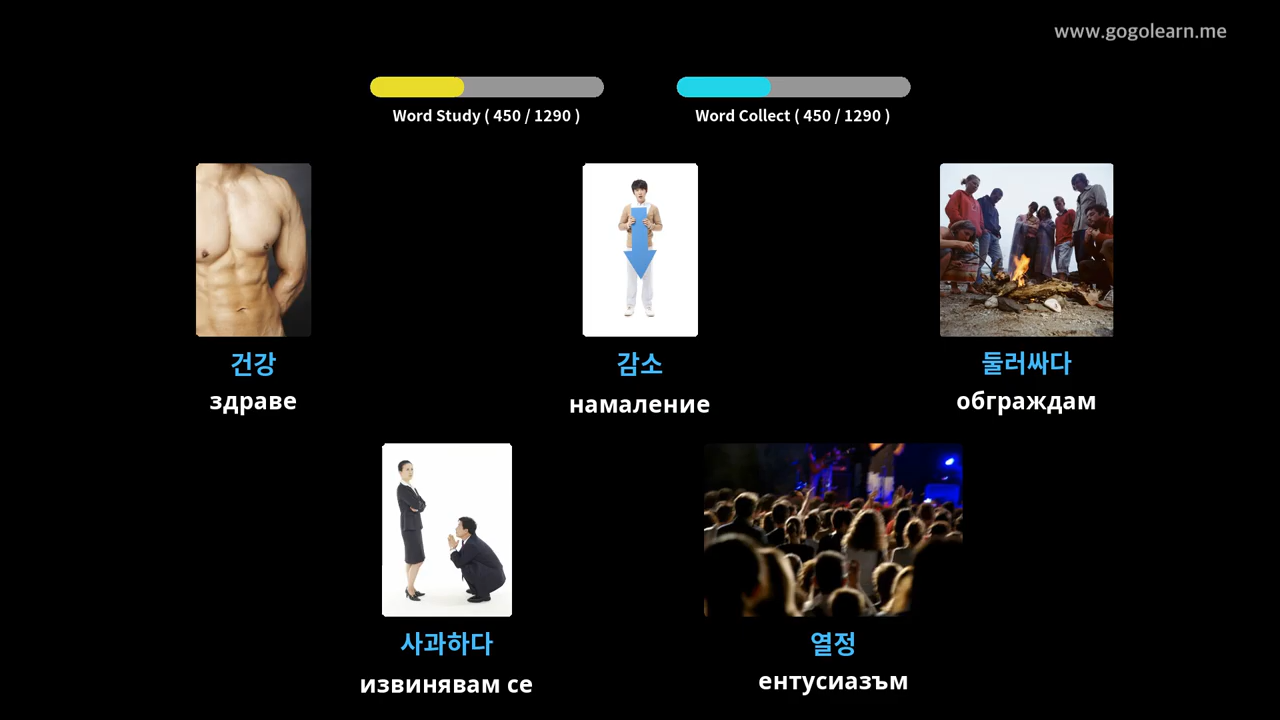 www.gogolearn.me
Word Study ( 450 / 1290 )
Word Collect ( 450 / 1290 )
건강
здраве
감소
намаление
둘러싸다
обграждам
사과하다
извинявам се
열정
ентусиазъм